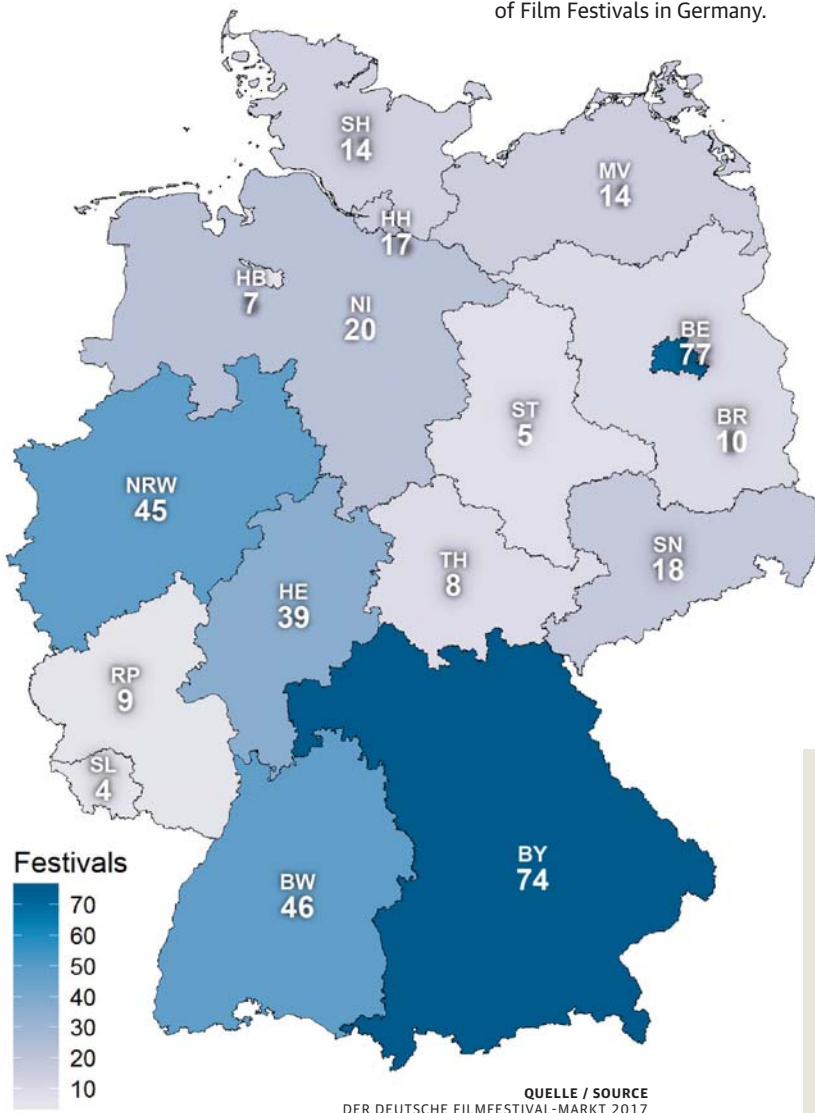 of Film Festivals in Germany.
SH
14
MV
14
HH
17
HB
7
NI
20
BE
77
ST
5
BR
10
NRW
45
SN
18
TH
8
HE
39
RP
9
SL
4
BY
74
BW
46
Festivals
70
60
50
40
30
20
10
QUELLE / SOURCE
DER DEUTSCHE FILMFESTIVAL-MARKT 2017